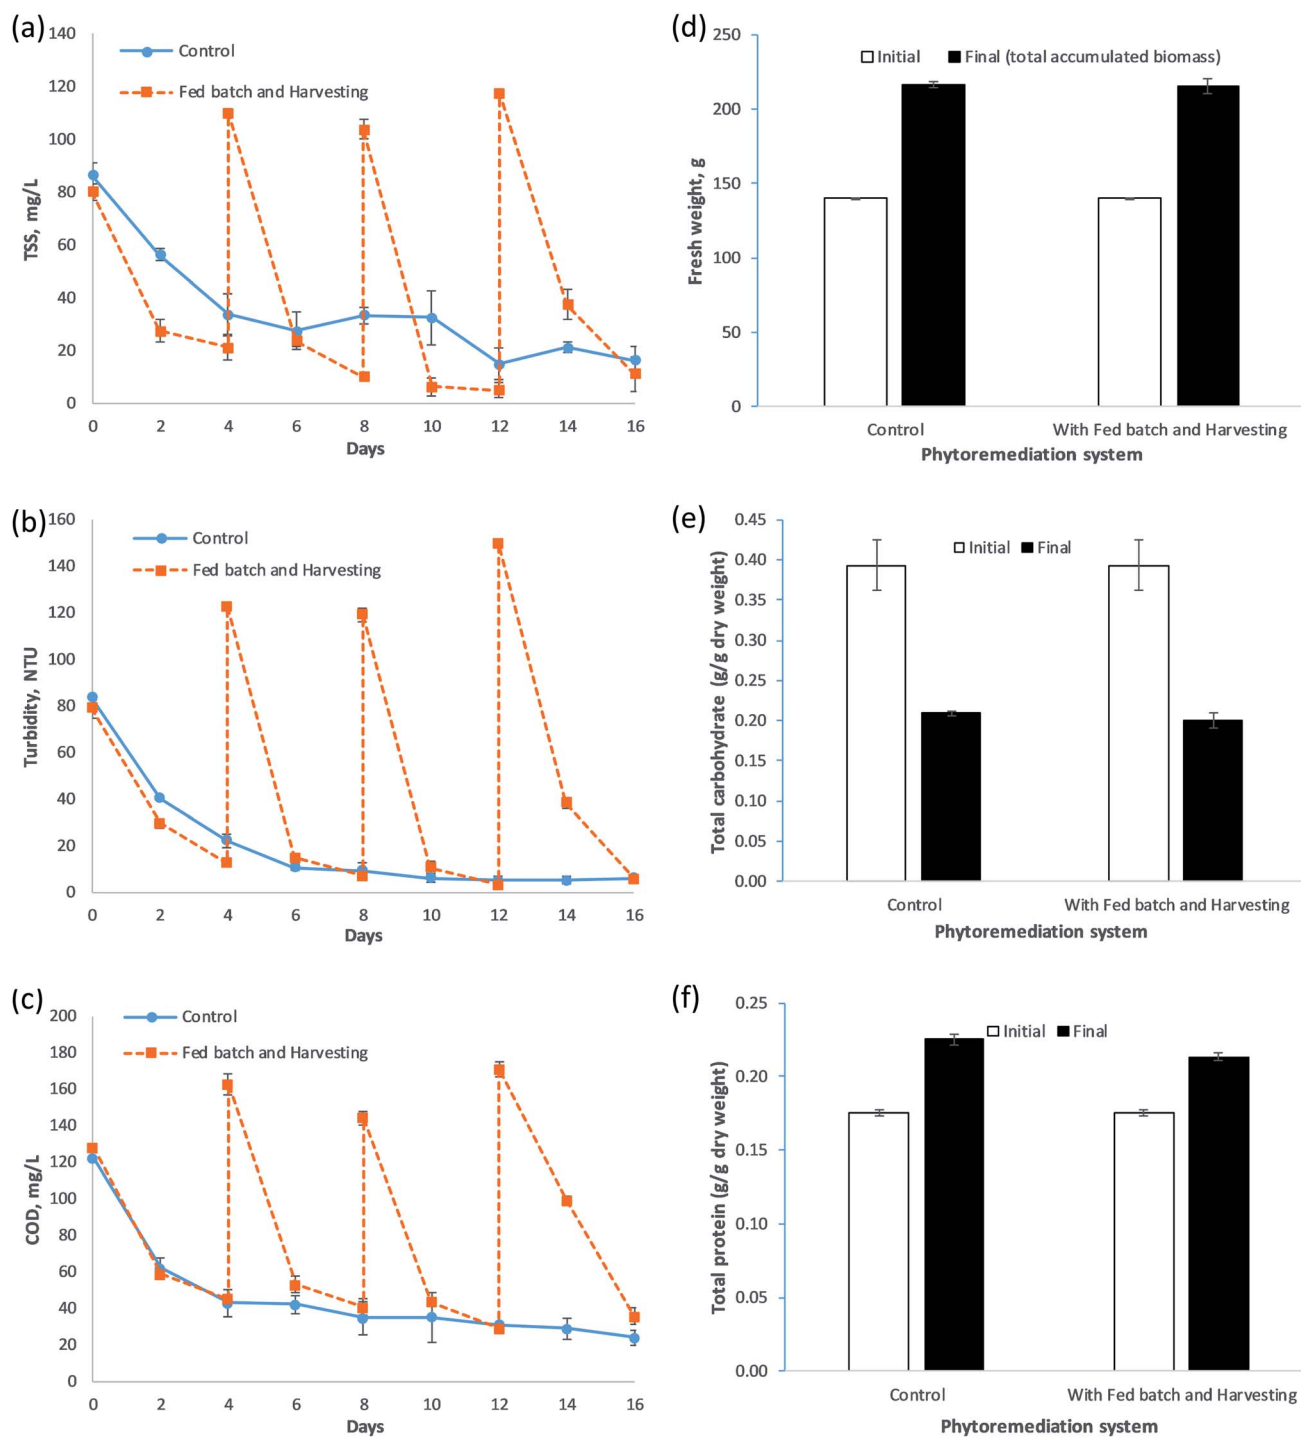 (a)
140
120
100
80
60
40
20
0
TSS, mg/L
Control
Fed batch and Harvesting
0 2 4 6 8 10 12 14 16
Days
(b)
160
140
120
100
80
60
40
20
0
Turbidity, NTU
Control
Fed batch and Harvesting
0 2 4 6 8 10 12 14 16
Days
(c)
200
180
160
140
120
100
80
60
40
20
0
COD, mg/L
Control
Fed batch and Harvesting
0 2 4 6 8 10 12 14 16
Days
(d)
250
200
150
100
50
0
Fresh weight, g
Initial Final (total accumulated biomass)
Control With Fed batch and Harvesting
Phytoremediation system
(e)
0.45
0.40
0.35
0.30
0.25
0.20
0.15
0.10
0.05
0.00
Total carbohydrate (g/g dry weight)
Initial Final
Control With Fed batch and Harvesting
Phytoremediation system
(f)
0.25
0.20
0.15
0.10
0.05
0.00
Total protein (g/g dry weight)
Initial Final
Control With Fed batch and Harvesting
Phytoremediation system